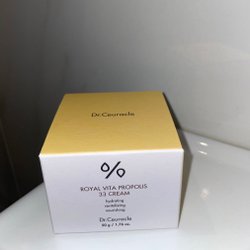 Dr.Ceuracle
ROYAL VITA PROPOLIS
33 CREAM
hydrating
revitalizing
nourishing
Dr.Ceuracle
50 g / 1.76 oz.